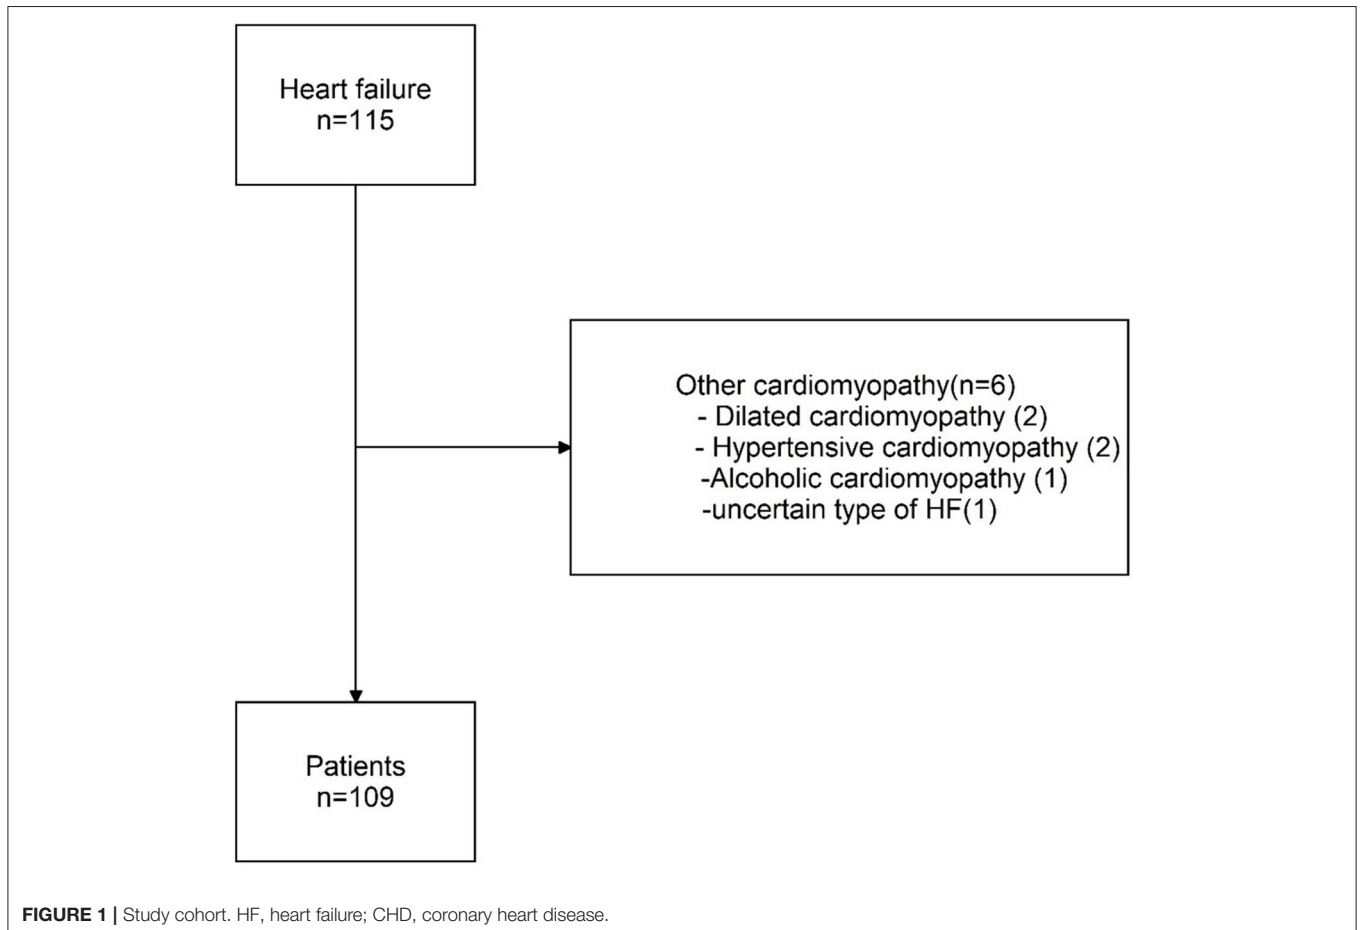 Heart failure
n=115
Other cardiomyopathy(n=6)
- Dilated cardiomyopathy (2)
- Hypertensive cardiomyopathy (2)
-Alcoholic cardiomyopathy (1)
-uncertain type of HF(1)
Patients
n=109
FIGURE 1 | Study cohort. HF, heart failure; CHD, coronary heart disease.